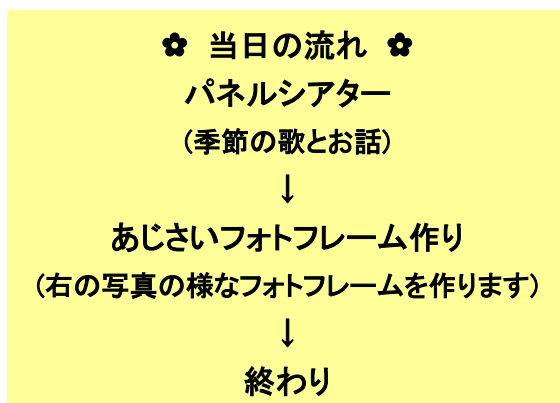 ✿ 当日の流れ ✿
パネルシアター
(季節の歌とお話)
↓
あじさいフォトフレーム作り
(右の写真の様なフォトフレームを作ります)
↓
終わり